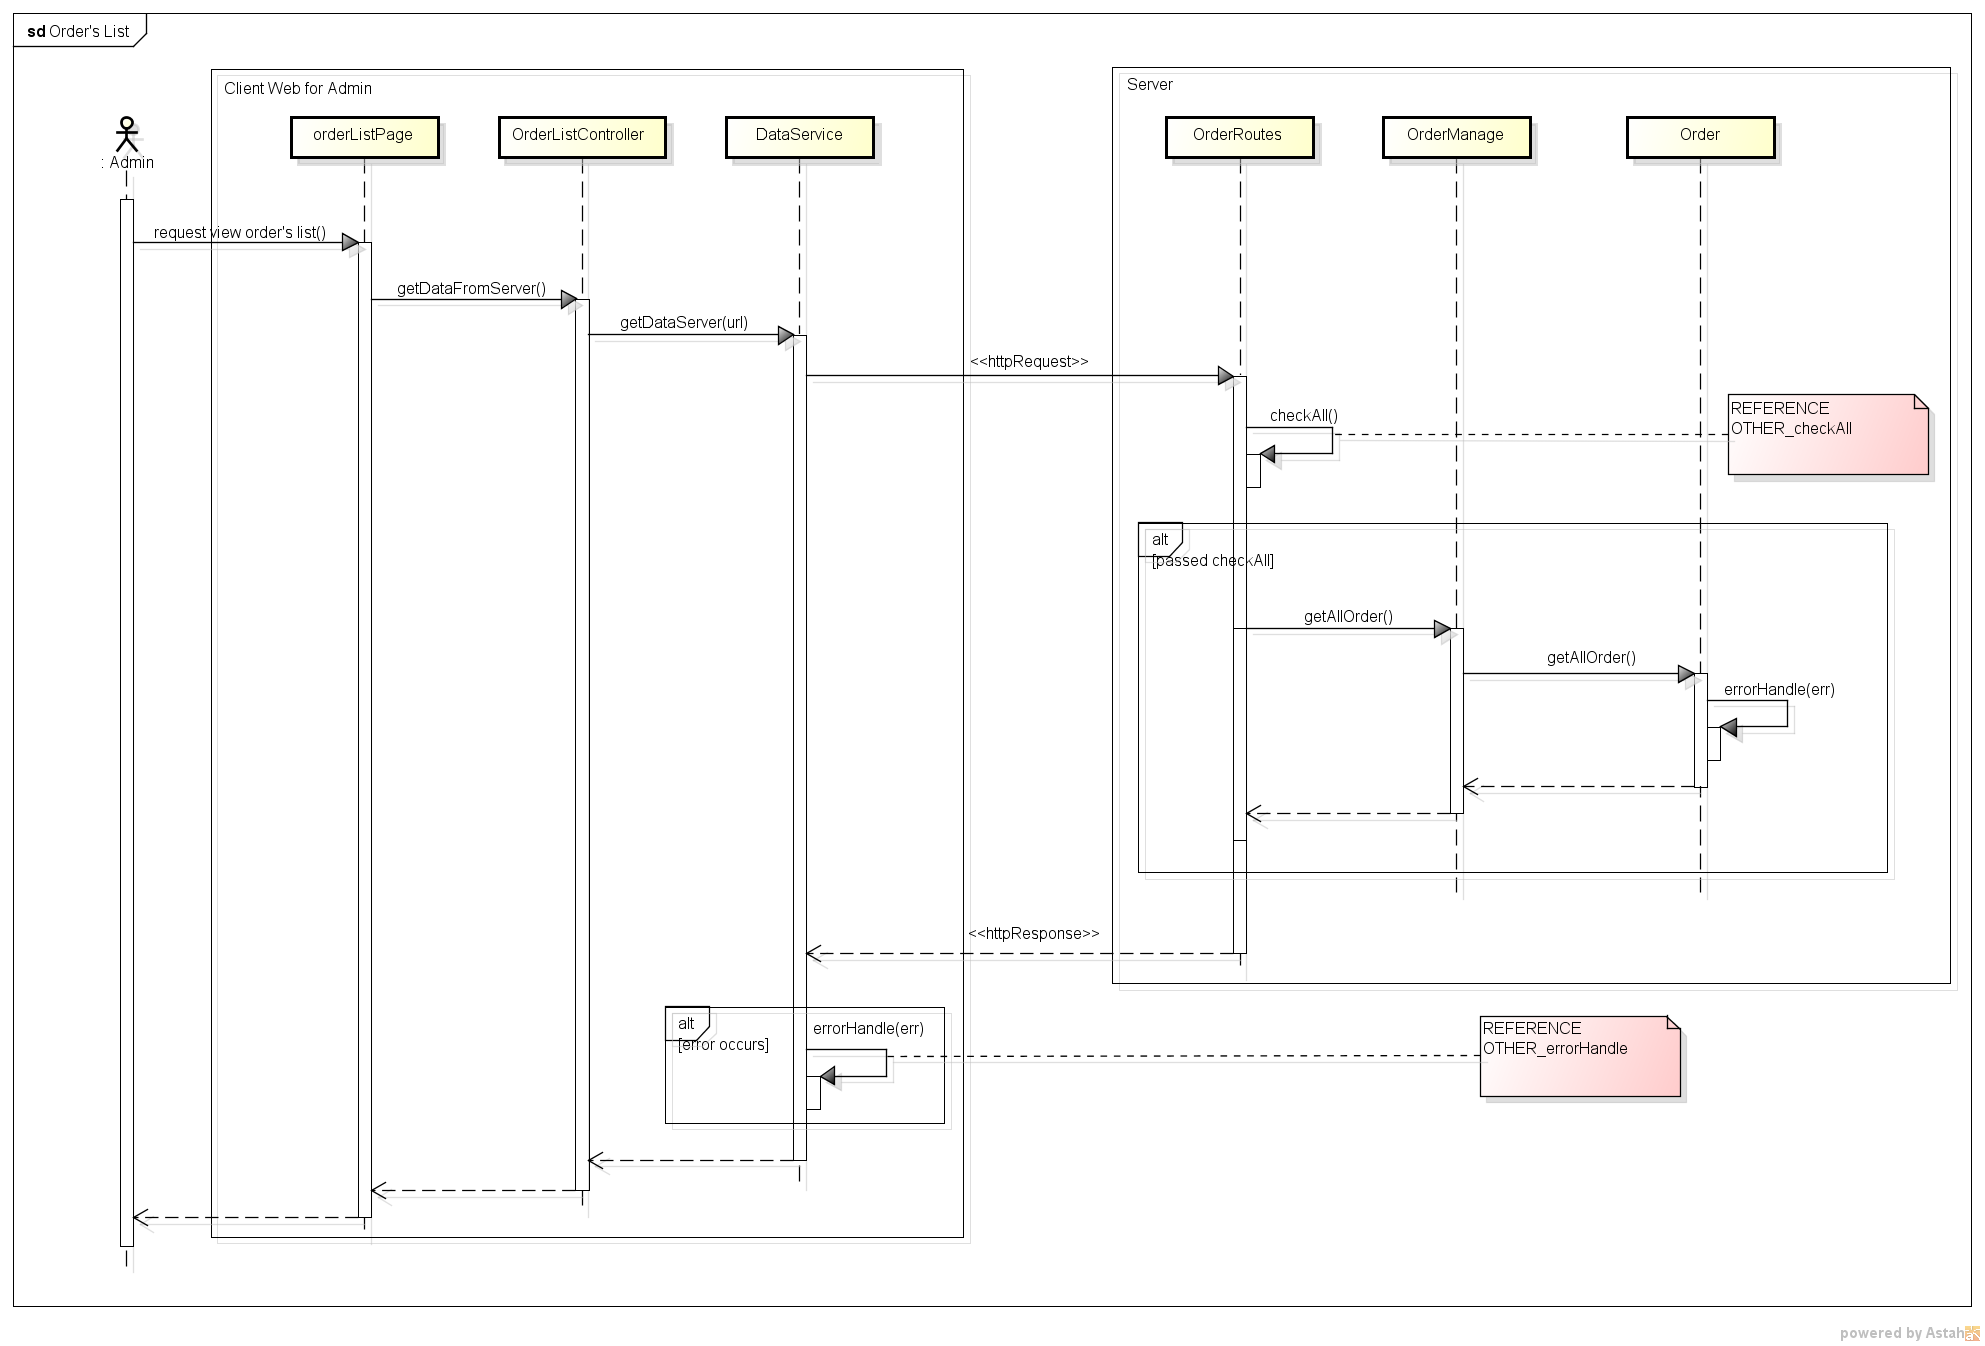 sd Order's List
Client Web for Admin
Server
orderListPage
OrderListController
DataService
OrderRoutes
OrderManage
Order
: Admin
request view order's list()
getDataFromServer()
getDataServer(url)
<<httpRequest>>
checkAll()
REFERENCE
OTHER_checkAll
alt
[passed checkAll]
getAllOrder()
getAllOrder()
errorHandle(err)
<<httpResponse>>
alt
[error occurs]
errorHandle(err)
REFERENCE
OTHER_errorHandle
powered by Astah